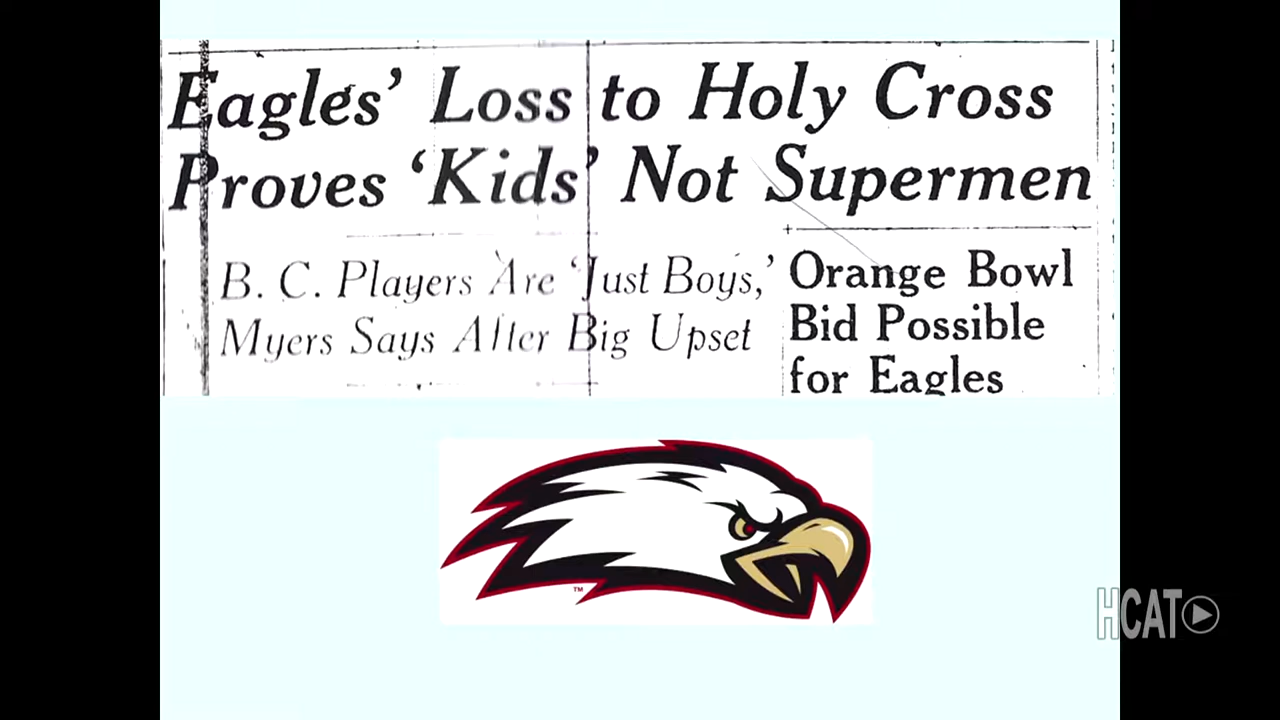 Eagles’ Loss to Holy Cross
Proves ‘Kids’ Not Supermen
B. C. Players Are ‘Just Boys,’
Myers Says After Big Upset
Orange Bowl
Bid Possible
for Eagles
TM
HCAT